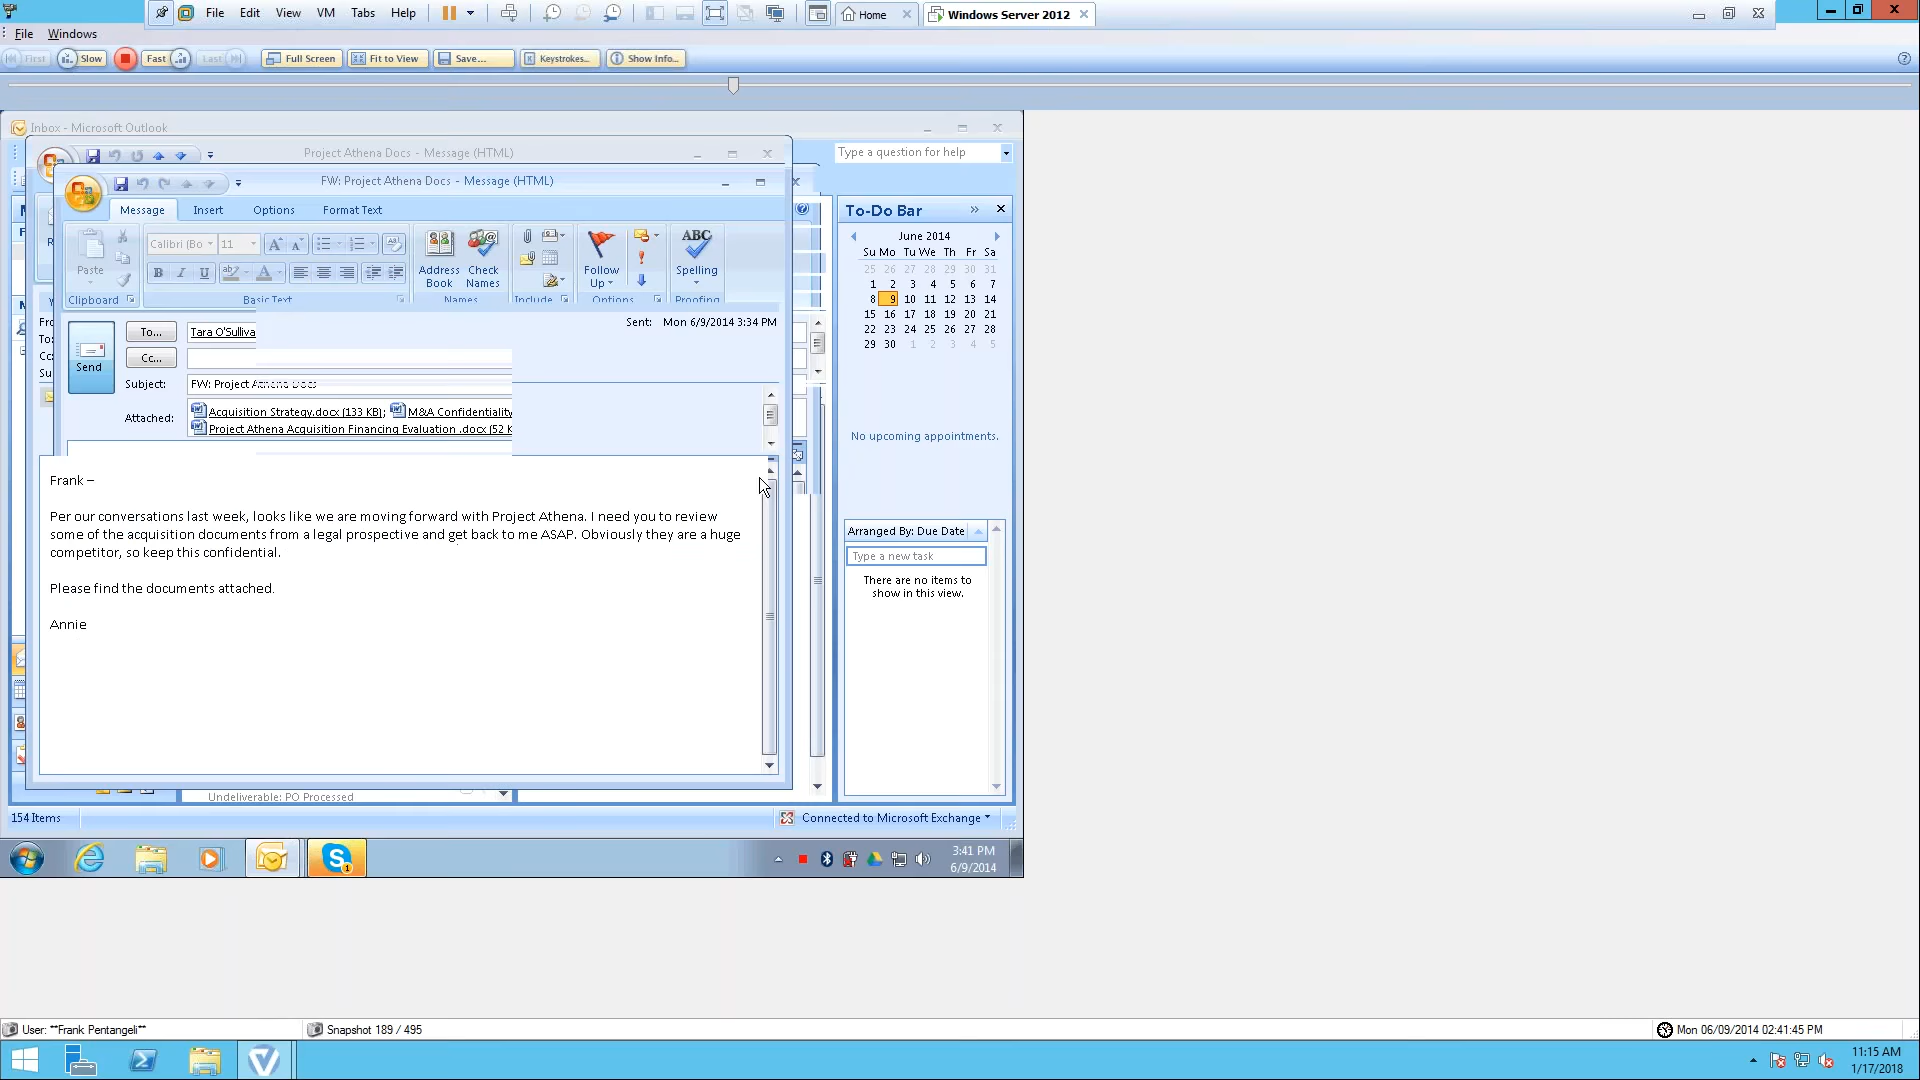 File Edit View VM Tabs Help Home Windows Server 2012
File Windows
First Slow Fast Last Full Screen Fit to View Save... Keystrokes... Show Info...
Inbox - Microsoft Outlook
Project Athena Docs - Message (HTML)
Type a question for help
FW: Project Athena Docs - Message (HTML)
Message Insert Options Format Text
Paste
Clipboard
Calibri (Bo 11
B I U ab A
Basic Text
Address Book
Check Names
Names
Include
Follow Up
Options
ABC
Spelling
Proofing
Sent: Mon 6/9/2014 3:34 PM
Send
To... Tara O'Sulliva
Cc...
Subject: FW: Project Athena Docs
Attached: Acquisition Strategy.docx (133 KB); M&A Confidentiality
Project Athena Acquisition Financing Evaluation .docx (52 K
Frank –
Per our conversations last week, looks like we are moving forward with Project Athena. I need you to review
some of the acquisition documents from a legal prospective and get back to me ASAP. Obviously they are a huge
competitor, so keep this confidential.
Please find the documents attached.
Annie
Undeliverable: PO Processed
To-Do Bar
June 2014
Su Mo Tu We Th Fr Sa
25 26 27 28 29 30 31
1 2 3 4 5 6 7
8 9 10 11 12 13 14
15 16 17 18 19 20 21
22 23 24 25 26 27 28
29 30 1 2 3 4 5
No upcoming appointments.
Arranged By: Due Date
Type a new task
There are no items to
show in this view.
154 Items
Connected to Microsoft Exchange
3:41 PM
6/9/2014
User: **Frank Pentangeli** Snapshot 189 / 495 Mon 06/09/2014 02:41:45 PM
11:15 AM
1/17/2018